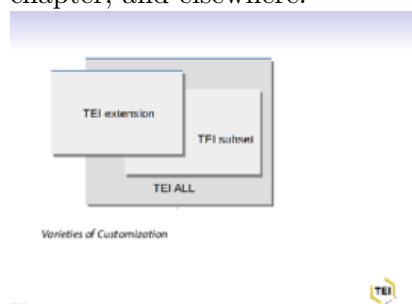 chapter, and elsewhere.
TEI extension
TEI subset
TEI ALL
Varieties of Customization
TEI